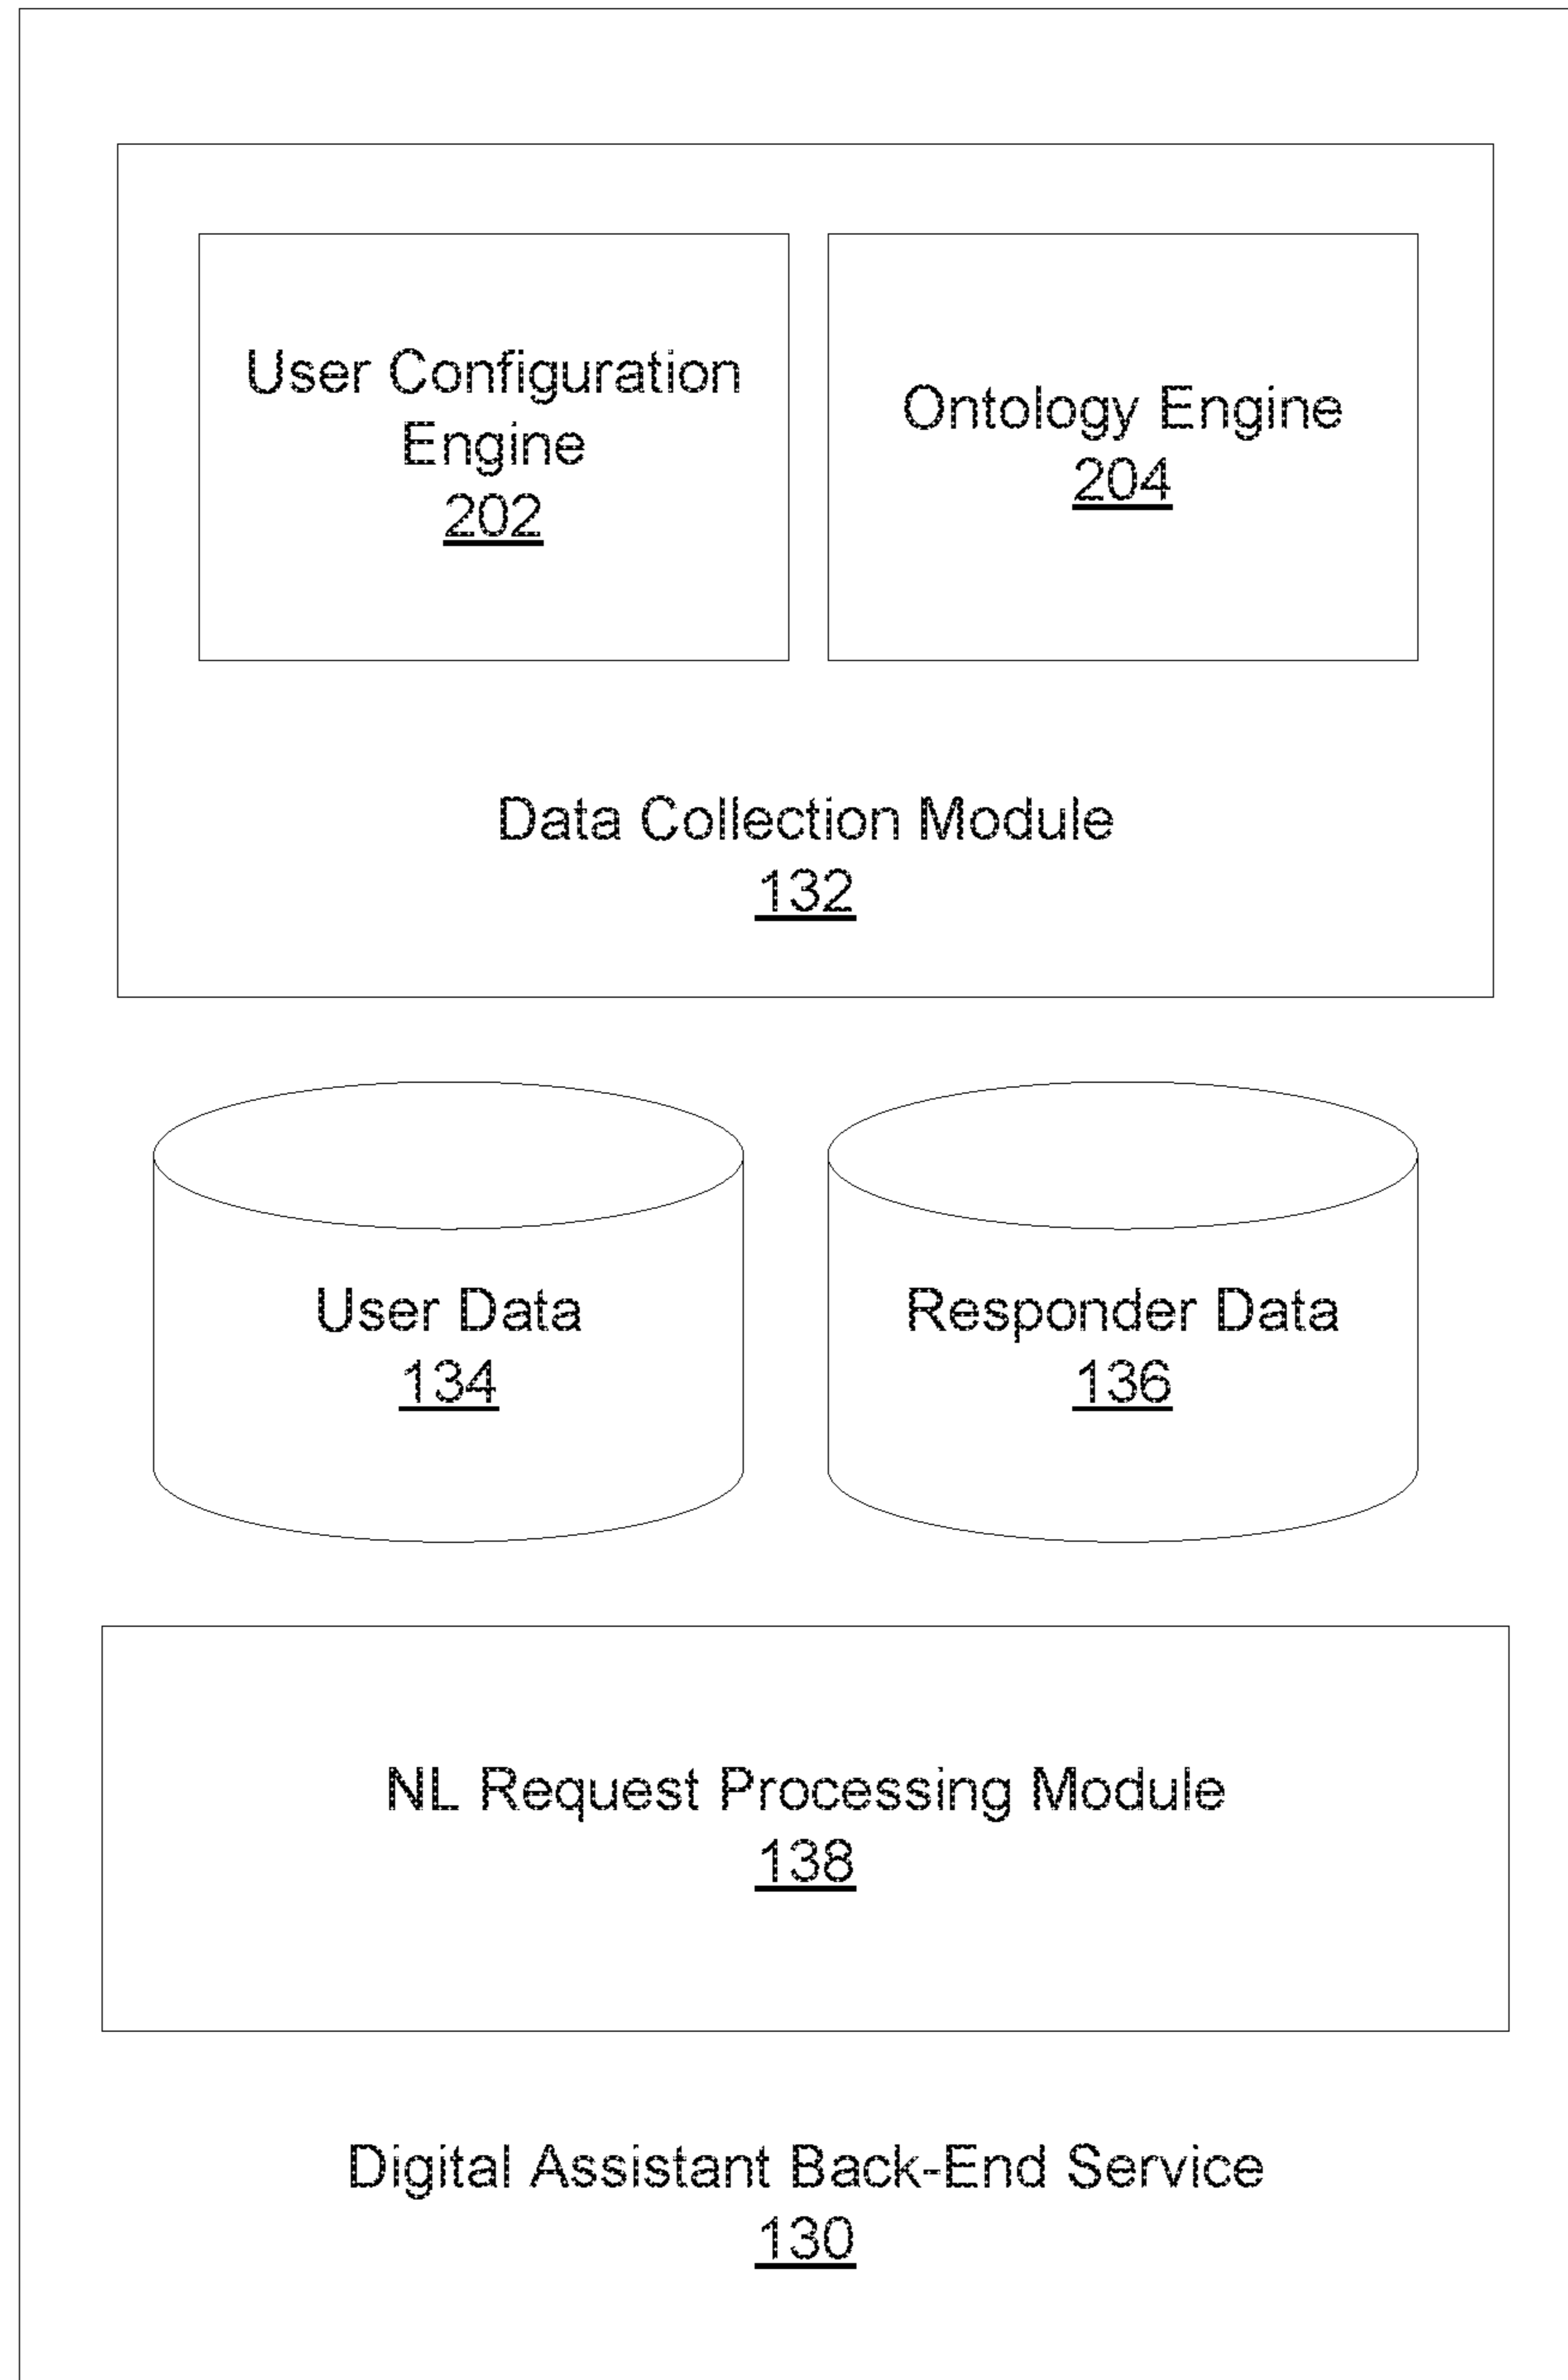 User Configuration
Engine
202
Ontology Engine
204
Data Collection Module
132
User Data
134
Responder Data
136
NL Request Processing Module
138
Digital Assistant Back-End Service
130